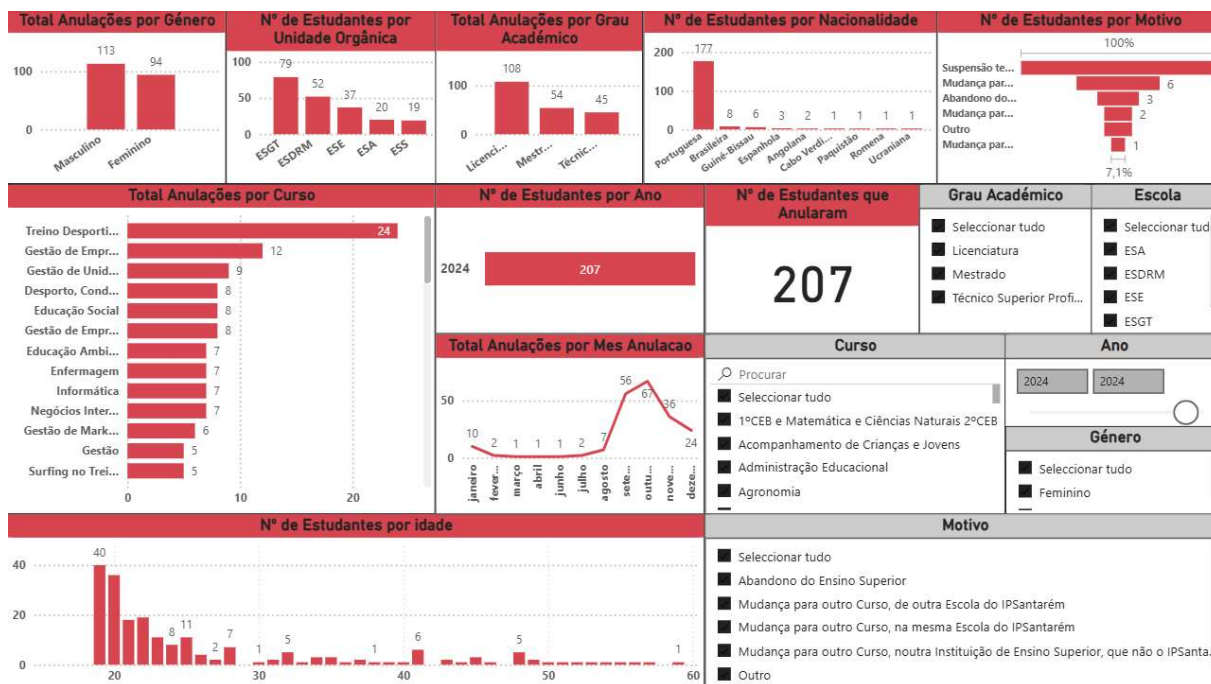 Total Anulações por Género
113
94
100
0
Masculino
Feminino
Nº de Estudantes por
Unidade Orgânica
100
79
52
50
37
20
19
0
ESGT
ESDRM
ESE
ESA
ESS
Total Anulações por Grau
Académico
108
100
54
45
0
Licenci...
Mestr...
Técnic...
Nº de Estudantes por Nacionalidade
200
177
100
8
6
3
2
1
1
1
1
0
Portuguesa
Brasileira
Guiné-Bissau
Espanhola
Angolana
Cabo Verdi...
Paquistão
Romena
Ucraniana
Nº de Estudantes por Motivo
100%
Suspensão te...
Mudança par...
6
Abandono do...
3
Mudança par...
2
Outro
Mudança par...
1
7,1%
Total Anulações por Curso
Treino Desporti...
24
Gestão de Empr...
12
Gestão de Unid...
9
Desporto, Cond...
8
Educação Social
8
Gestão de Empr...
8
Educação Ambi...
7
Enfermagem
7
Informática
7
Negócios Inter...
7
Gestão de Mark...
6
Gestão
5
Surfing no Trei...
5
0
10
20
Nº de Estudantes por Ano
2024
207
Nº de Estudantes que
Anularam
207
Grau Académico
Seleccionar tudo
Licenciatura
Mestrado
Técnico Superior Profi...
Escola
Seleccionar tud
ESA
ESDRM
ESE
ESGT
Total Anulações por Mes Anulacao
50
0
10
2
1
1
1
2
7
56
67
36
24
janeiro
fever...
março
abril
junho
julho
agosto
sete...
outu...
nove...
deze...
Curso
Procurar
Seleccionar tudo
1ºCEB e Matemática e Ciências Naturais 2ºCEB
Acompanhamento de Crianças e Jovens
Administração Educacional
Agronomia
Ano
2024
2024
Género
Seleccionar tudo
Feminino
Nº de Estudantes por idade
40
40
20
8
11
2
7
1
5
1
6
5
1
0
20
30
40
50
60
Motivo
Seleccionar tudo
Abandono do Ensino Superior
Mudança para outro Curso, de outra Escola do IPSantarém
Mudança para outro Curso, na mesma Escola do IPSantarém
Mudança para outro Curso, noutra Instituição de Ensino Superior, que não o IPSanta...
Outro